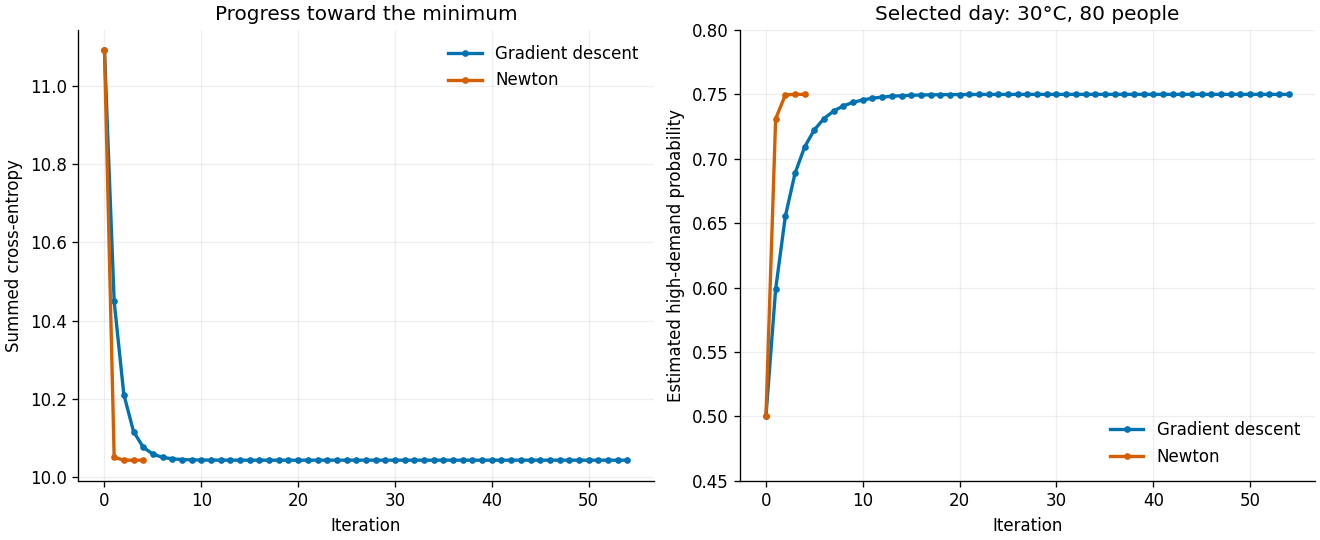 Progress toward the minimum
Summed cross-entropy
11.0
10.8
10.6
10.4
10.2
10.0
0 10 20 30 40 50
Iteration
Gradient descent
Newton
Selected day: 30°C, 80 people
Estimated high-demand probability
0.80
0.75
0.70
0.65
0.60
0.55
0.50
0.45
0 10 20 30 40 50
Iteration
Gradient descent
Newton